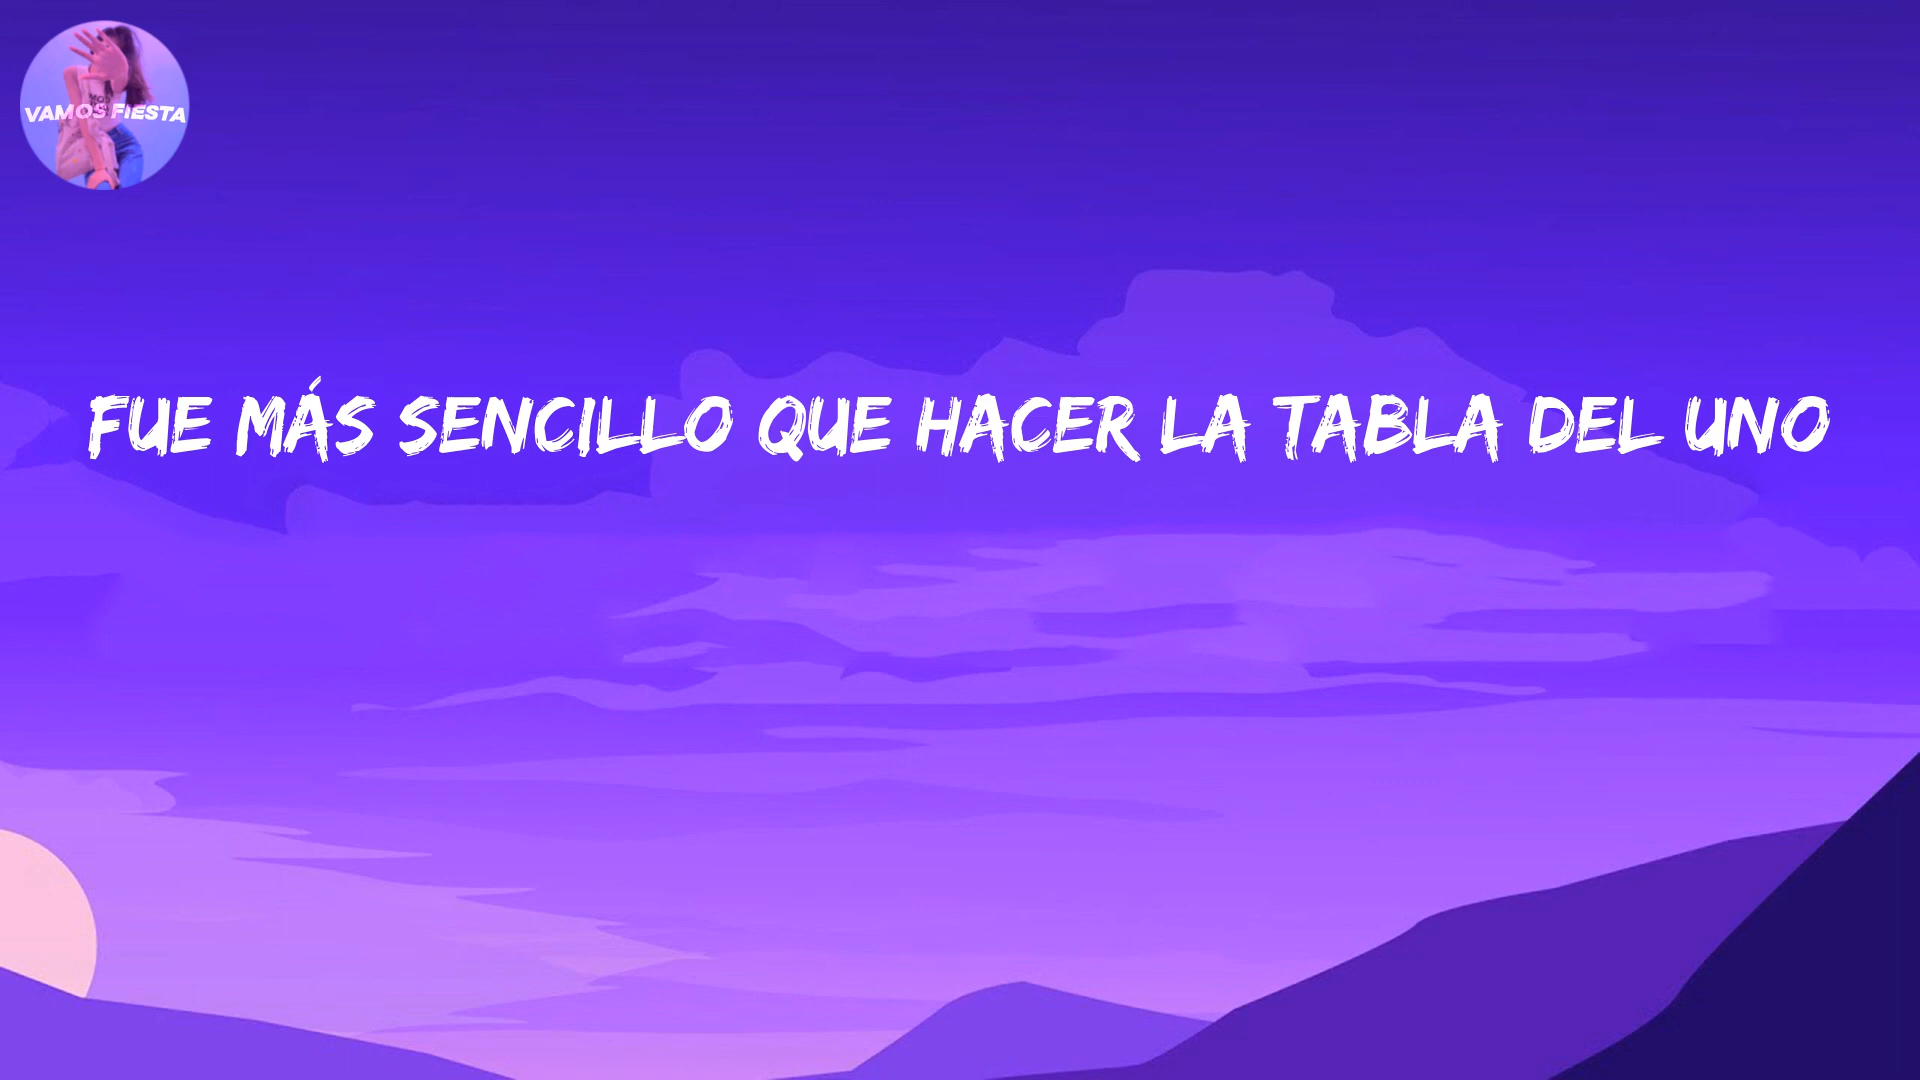 VAMOS FIESTA
FUE MÁS SENCILLO QUE HACER LA TABLA DEL UNO